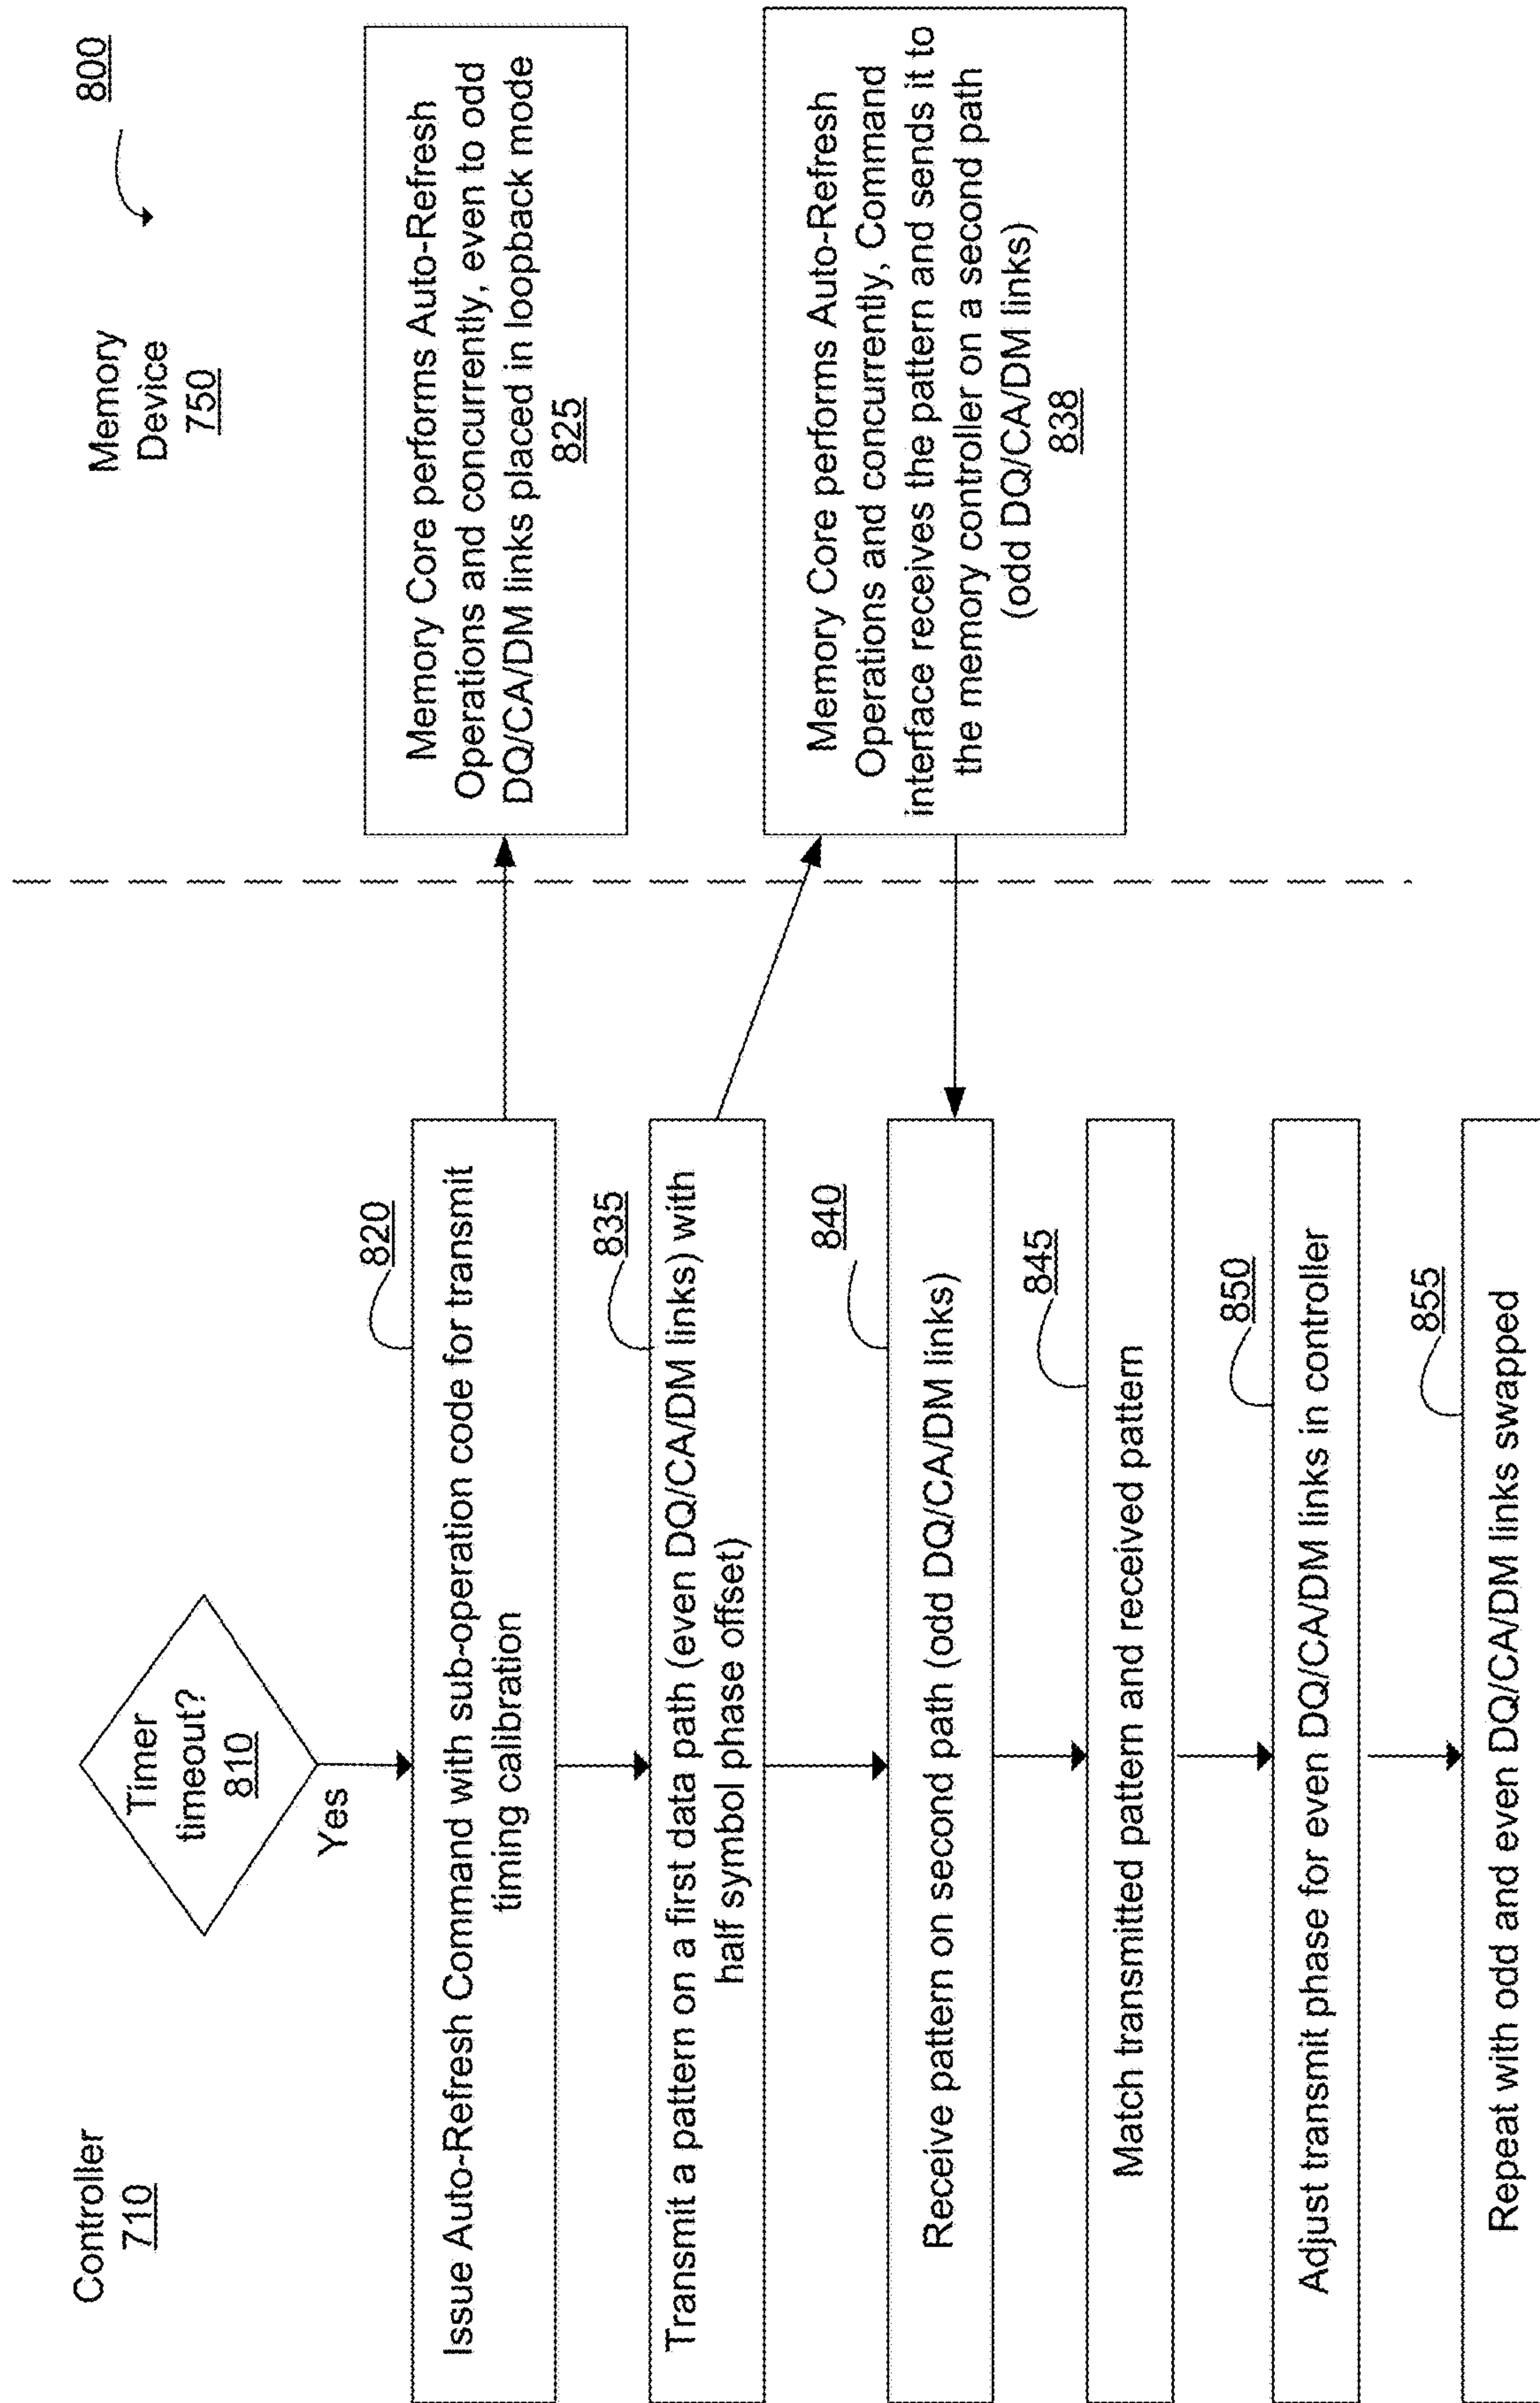 800
Controller
710
Memory
Device
750
Timer
timeout?
810
Yes
820
Issue Auto-Refresh Command with sub-operation code for transmit
timing calibration
Memory Core performs Auto-Refresh
Operations and concurrently, even to odd
DQ/CA/DM links placed in loopback mode
825
835
Transmit a pattern on a first data path (even DQ/CA/DM links) with
half symbol phase offset)
Memory Core performs Auto-Refresh
Operations and concurrently, Command
interface receives the pattern and sends it to
the memory controller on a second path
(odd DQ/CA/DM links)
838
840
Receive pattern on second path (odd DQ/CA/DM links)
845
Match transmitted pattern and received pattern
850
Adjust transmit phase for even DQ/CA/DM links in controller
855
Repeat with odd and even DQ/CA/DM links swapped